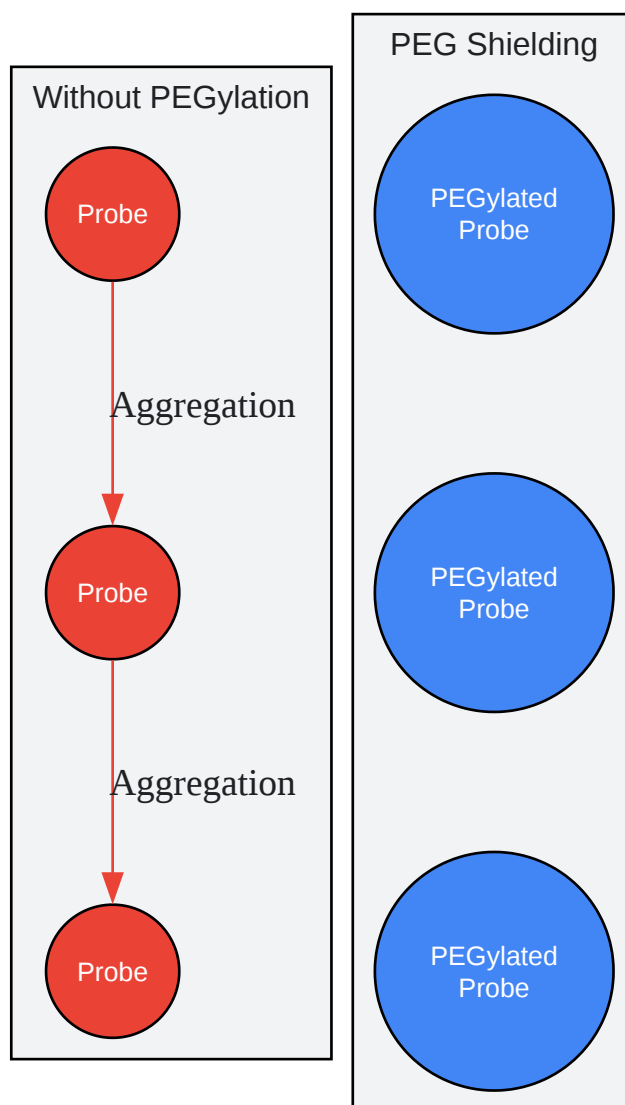 Without PEGylation
Probe
Aggregation
Probe
Aggregation
Probe
PEG Shielding
PEGylated
Probe
PEGylated
Probe
PEGylated
Probe